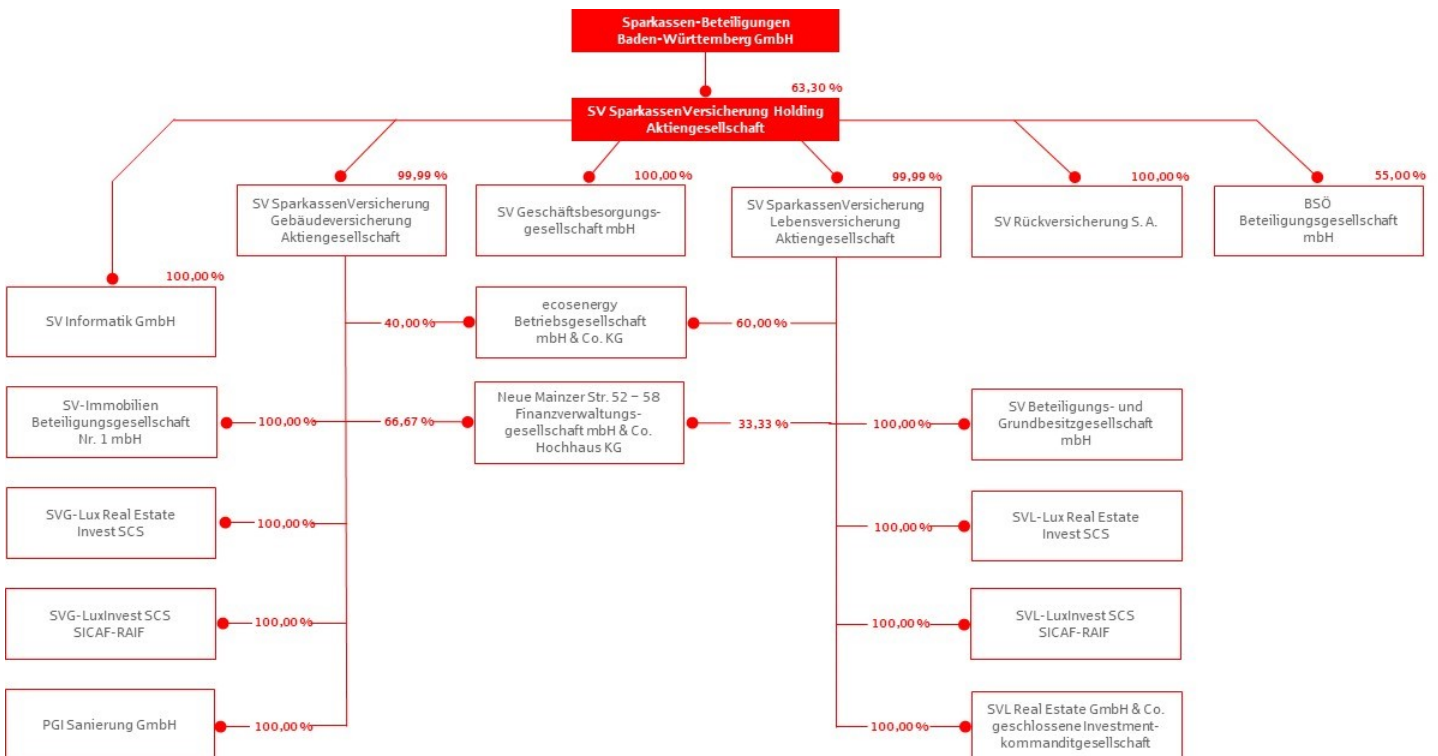 Sparkassen-Beteiligungen
Baden-Württemberg GmbH
63,30 %
SV SparkassenVersicherung Holding
Aktiengesellschaft
99,99 %
SV SparkassenVersicherung
Gebäudeversicherung
Aktiengesellschaft
100,00 %
SV Geschäftsbesorgungs-
gesellschaft mbH
99,99 %
SV SparkassenVersicherung
Lebensversicherung
Aktiengesellschaft
100,00 %
SV Rückversicherung S. A.
55,00 %
BSÖ
Beteiligungsgesellschaft
mbH
100,00 %
SV Informatik GmbH
40,00 %
ecosenergy
Betriebsgesellschaft
mbH & Co. KG
60,00 %
SV-Immobilien
Beteiligungsgesellschaft
Nr. 1 mbH
100,00 %
66,67 %
Neue Mainzer Str. 52 – 58
Finanzverwaltungs-
gesellschaft mbH & Co.
Hochhaus KG
33,33 %
100,00 %
SV Beteiligungs- und
Grundbesitzgesellschaft
mbH
SVG-Lux Real Estate
Invest SCS
100,00 %
100,00 %
SVL-Lux Real Estate
Invest SCS
SVG-LuxInvest SCS
SICAF-RAIF
100,00 %
100,00 %
SVL-LuxInvest SCS
SICAF-RAIF
PGI Sanierung GmbH
100,00 %
100,00 %
SVL Real Estate GmbH & Co.
geschlossene Investment-
kommanditgesellschaft